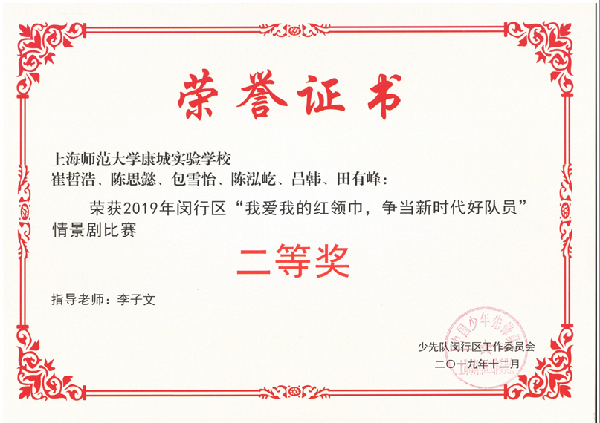 荣誉证书
上海师范大学康城实验学校
崔哲浩、陈思懿、包雪怡、陈泓屹、吕韩、田有峰：
荣获2019年闵行区“我爱我的红领巾，争当新时代好队员”
情景剧比赛
二等奖
指导老师：李子文
少先队闵行区工作委员会
二〇一九年十二月